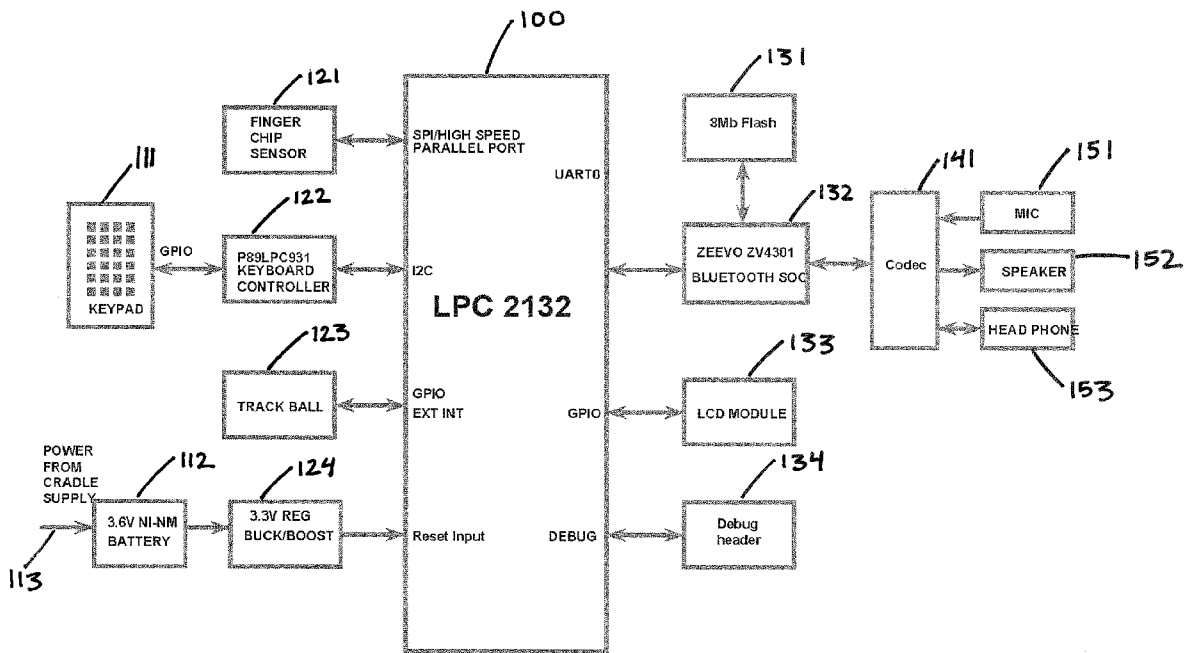 100
121
FINGER
CHIP
SENSOR
SPI/HIGH SPEED
PARALLEL PORT
111
KEYPAD
GPIO
122
P89LPC931
KEYBOARD
CONTROLLER
I2C
LPC 2132
123
TRACK BALL
GPIO
EXT INT
POWER
FROM
CRADLE
SUPPLY
113
112
3.6V NI-NM
BATTERY
124
3.3V REG
BUCK/BOOST
Reset Input
UART0
131
8Mb Flash
132
ZEEVO ZV4301
BLUETOOTH SOC
141
Codec
151
MIC
SPEAKER
152
HEAD PHONE
153
133
GPIO
LCD MODULE
134
DEBUG
Debug
header